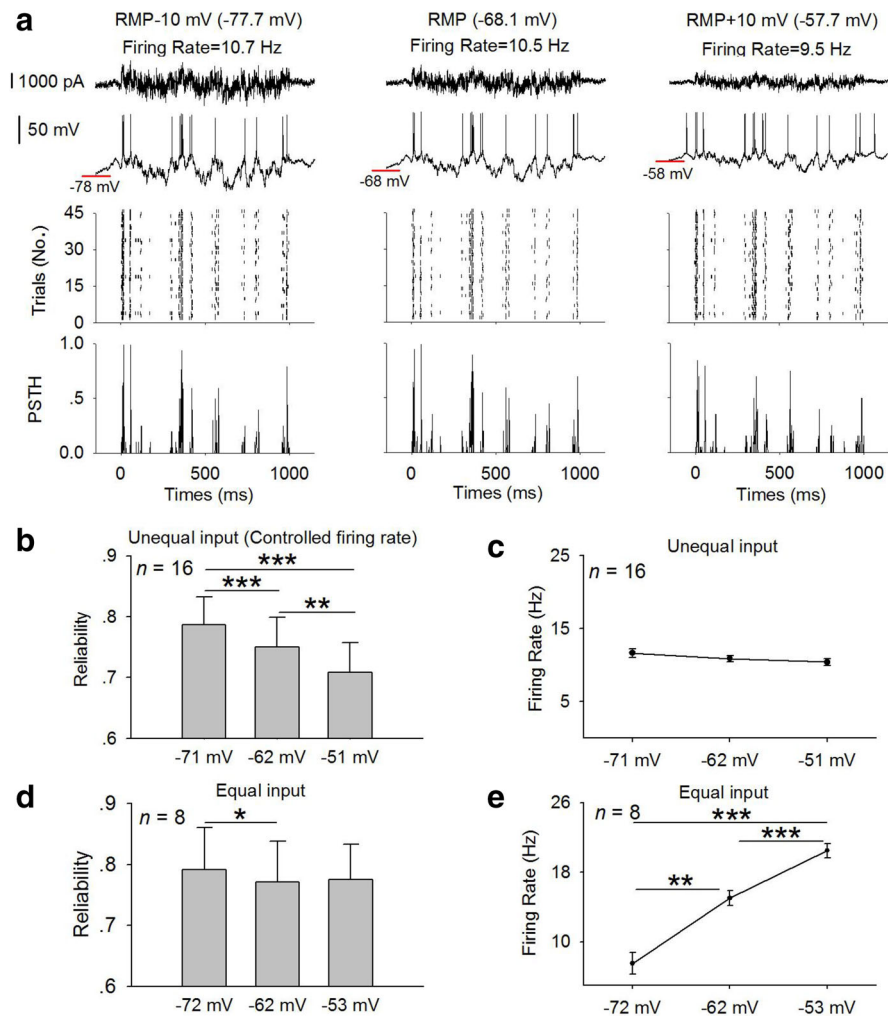 a
RMP-10 mV (-77.7 mV) RMP (-68.1 mV) RMP+10 mV (-57.7 mV)
Firing Rate=10.7 Hz Firing Rate=10.5 Hz Firing Rate=9.5 Hz
1000 pA
50 mV
-78 mV -68 mV -58 mV
Trials (No.)
45
30
15
0
PSTH
1.0
.5
0.0
0 500 1000 0 500 1000 0 500 1000
Times (ms) Times (ms) Times (ms)
b
Unequal input (Controlled firing rate)
n = 16
***
***
**
Reliability
.9
.8
.7
.6
-71 mV -62 mV -51 mV
c
Unequal input
n = 16
Firing Rate (Hz)
25
15
5
-71 mV -62 mV -51 mV
d
Equal input
n = 8
*
Reliability
.9
.8
.7
.6
-72 mV -62 mV -53 mV
e
Equal input
n = 8
***
***
**
Firing Rate (Hz)
26
18
10
-72 mV -62 mV -53 mV